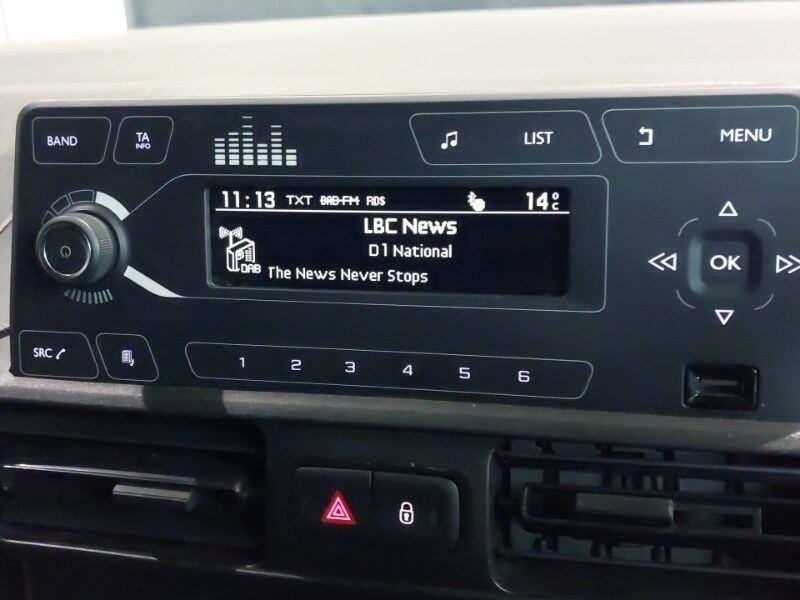 BAND
TA
INFO
LIST
MENU
11:13 TXT DAB-FM RDS 14°C
LBC News
D1 National
DAB
The News Never Stops
OK
SRC
1 2 3 4 5 6